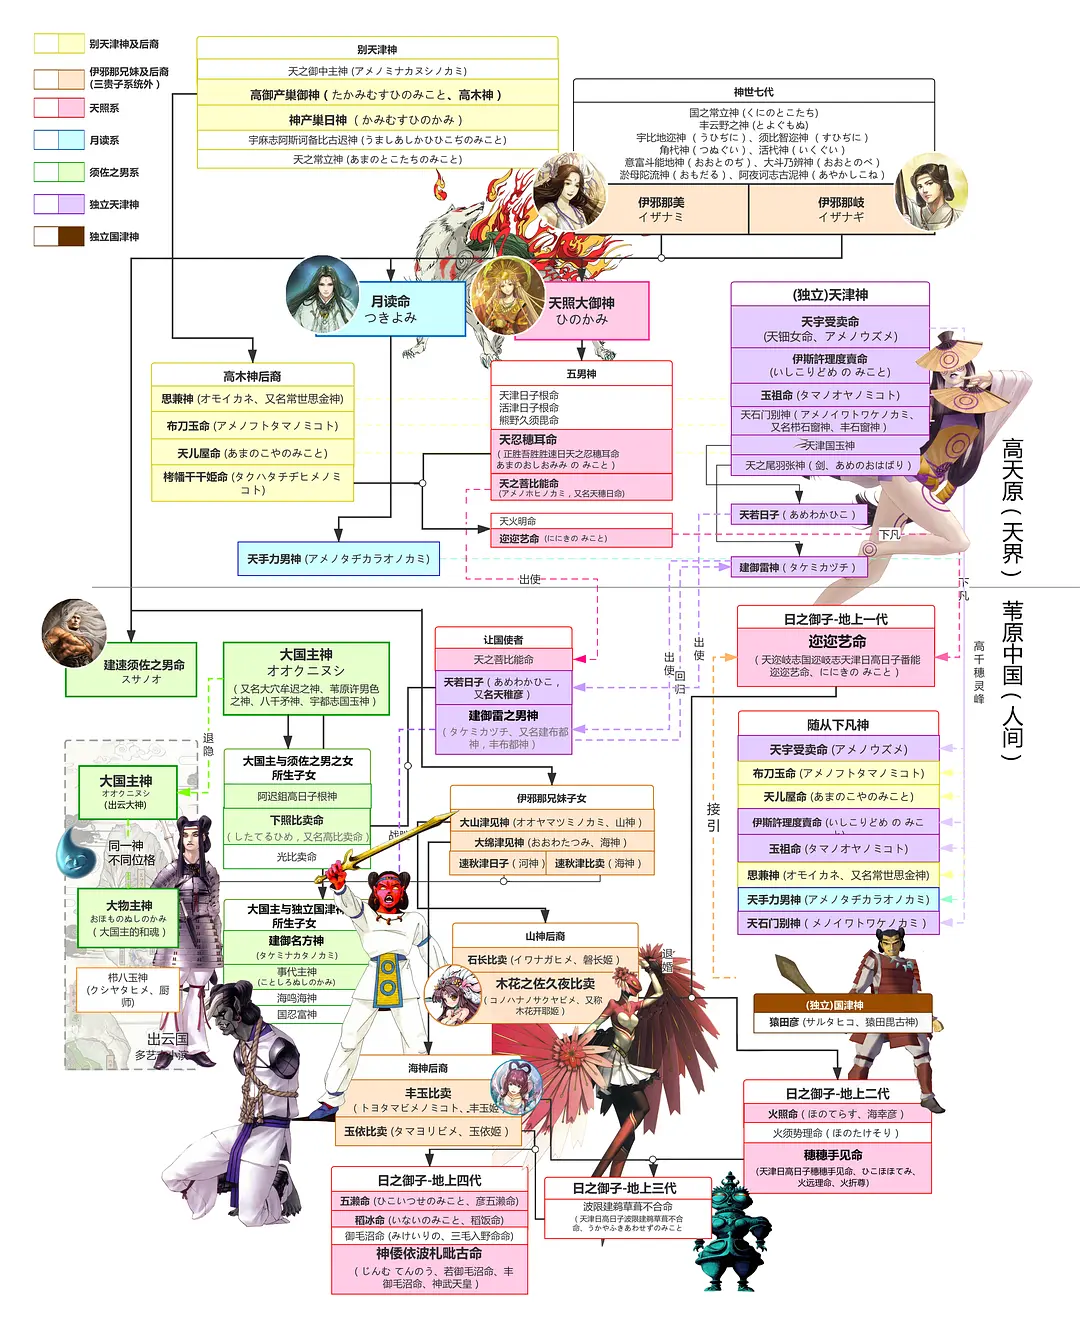 别天津神及后裔
伊邪那兄妹及后裔
(三贵子系统外)
天照系
月读系
须佐之男系
独立天津神
独立国津神
别天津神
天之御中主神 (アメノミナカヌシノカミ)
高御产巢御神（たかみむすひのみこと、高木神）
神产巢日神 （かみむすひのかみ）
宇麻志阿斯诃备比古迟神 (うましあしかひひこぢのみこと)
天之常立神 (あまのとこたちのみこと)
神世七代
国之常立神 (くにのとこたち)
丰云野之神 (とよぐもぬ)
宇比地迩神 （うひぢに）、须比智迩神 （すひぢに）
角杙神（つぬぐい）、活杙神（いくぐい）
意富斗能地神（おおとのぢ）、大斗乃辨神（おおとのべ）
淤母陀流神（おもだる）、阿夜诃志古泥神（あやかしこね）
伊邪那美
イザナミ
伊邪那岐
イザナギ
月读命
つきよみ
天照大御神
ひのかみ
(独立)天津神
天宇受卖命
(天钿女命、アメノウズメ)
伊斯許理度賣命
(いしこりどめ の みこと)
玉祖命 (タマノオヤノミコト)
天石门别神（アメノイワトワケノカミ、
又名栉石窗神、丰石窗神）
天津国玉神
天之尾羽张神（剑、あめのおはばり）
天若日子（あめわかひこ）
建御雷神（タケミカヅチ）
高木神后裔
思兼神 (オモイカネ、又名常世思金神)
布刀玉命 (アメノフトタマノミコト)
天儿屋命 (あまのこやのみこと)
栲幡千千姫命 (タクハタチヂヒメノミ
コト)
五男神
天津日子根命
活津日子根命
熊野久须毘命
天忍穗耳命
（正胜吾胜胜速日天之忍穗耳命
あまのおしおみみ の みこと）
天之菩比能命
(アメノホヒノカミ，又名天穗日命)
天火明命
迩迩艺命 (ににきの みこと)
天手力男神 (アメノタヂカラオノカミ)
下凡
出使
高天原（天界）
下
凡
苇原中国（人间）
高千穗灵峰
建速须佐之男命
スサノオ
大国主神
オオクニヌシ
（又名大穴牟迟之神、苇原许男色
之神、八千矛神、宇都志国玉神）
退
隐
让国使者
天之菩比能命
天若日子（あめわかひこ，
又名天稚彦）
建御雷之男神
（タケミカヅチ、又名建布都
神，丰布都神）
出
使
出
使
回
归
日之御子-地上一代
迩迩艺命
（天迩岐志国迩岐志天津日高日子番能
迩迩艺命、ににきの みこと）
随从下凡神
天宇受卖命 (アメノウズメ)
布刀玉命 (アメノフトタマノミコト)
天儿屋命 (あまのこやのみこと)
伊斯許理度賣命 (いしこりどめ の みこ
玉祖命 (タマノオヤノミコト)
思兼神 (オモイカネ、又名常世思金神)
天手力男神 (アメノタヂカラオノカミ)
天石门别神（ メノイワトワケノカミ ）
接
引
大国主与须佐之男之女
所生子女
阿迟鉏高日子根神
下照比卖命
（したてるひめ，又名高比卖命）
光比卖命
大国主神
オオクニヌシ
(出云大神)
同一神
不同位格
大物主神
おほものぬしのかみ
（大国主的和魂）
栉八玉神
(クシヤタヒメ、厨
师)
出云国
多艺志小滨
大国主与独立国津神
所生子女
建御名方神
(タケミナカタノカミ)
事代主神
(ことしろぬしのかみ)
海鸣海神
国忍富神
伊邪那兄妹子女
大山津见神 (オオヤマツミノカミ、山神)
大绵津见神（おおわたつみ、海神）
速秋津日子（河神）
速秋津比卖（海神）
山神后裔
石长比卖 (イワナガヒメ、磐长姬）
木花之佐久夜比卖
（コノハナノサクヤビメ、又称
木花开耶姬）
退
婚
(独立)国津神
猿田彦 (サルタヒコ、猿田毘古神)
海神后裔
丰玉比卖
（トヨタマビメノミコト、丰玉姬
玉依比卖（タマヨリビメ、玉依姬）
日之御子-地上二代
火照命（ほのてらす、海幸彦）
火须势理命（ほのたけそり）
穗穗手见命
(天津日高日子穗穗手见命、ひこほほてみ、
火远理命、火折尊)
日之御子-地上三代
波限建鹈草葺不合命
（天津日高日子波限建鹈草葺不合
命、うかやふきあわせずのみこと
日之御子-地上四代
五濑命 (ひこいつせのみこと、彦五濑命)
稻冰命（いないのみこと、稻饭命）
御毛沼命（みけいりの、三毛入野命命）
神倭依波札毗古命
（じんむ てんのう、若御毛沼命、丰
御毛沼命，神武天皇）